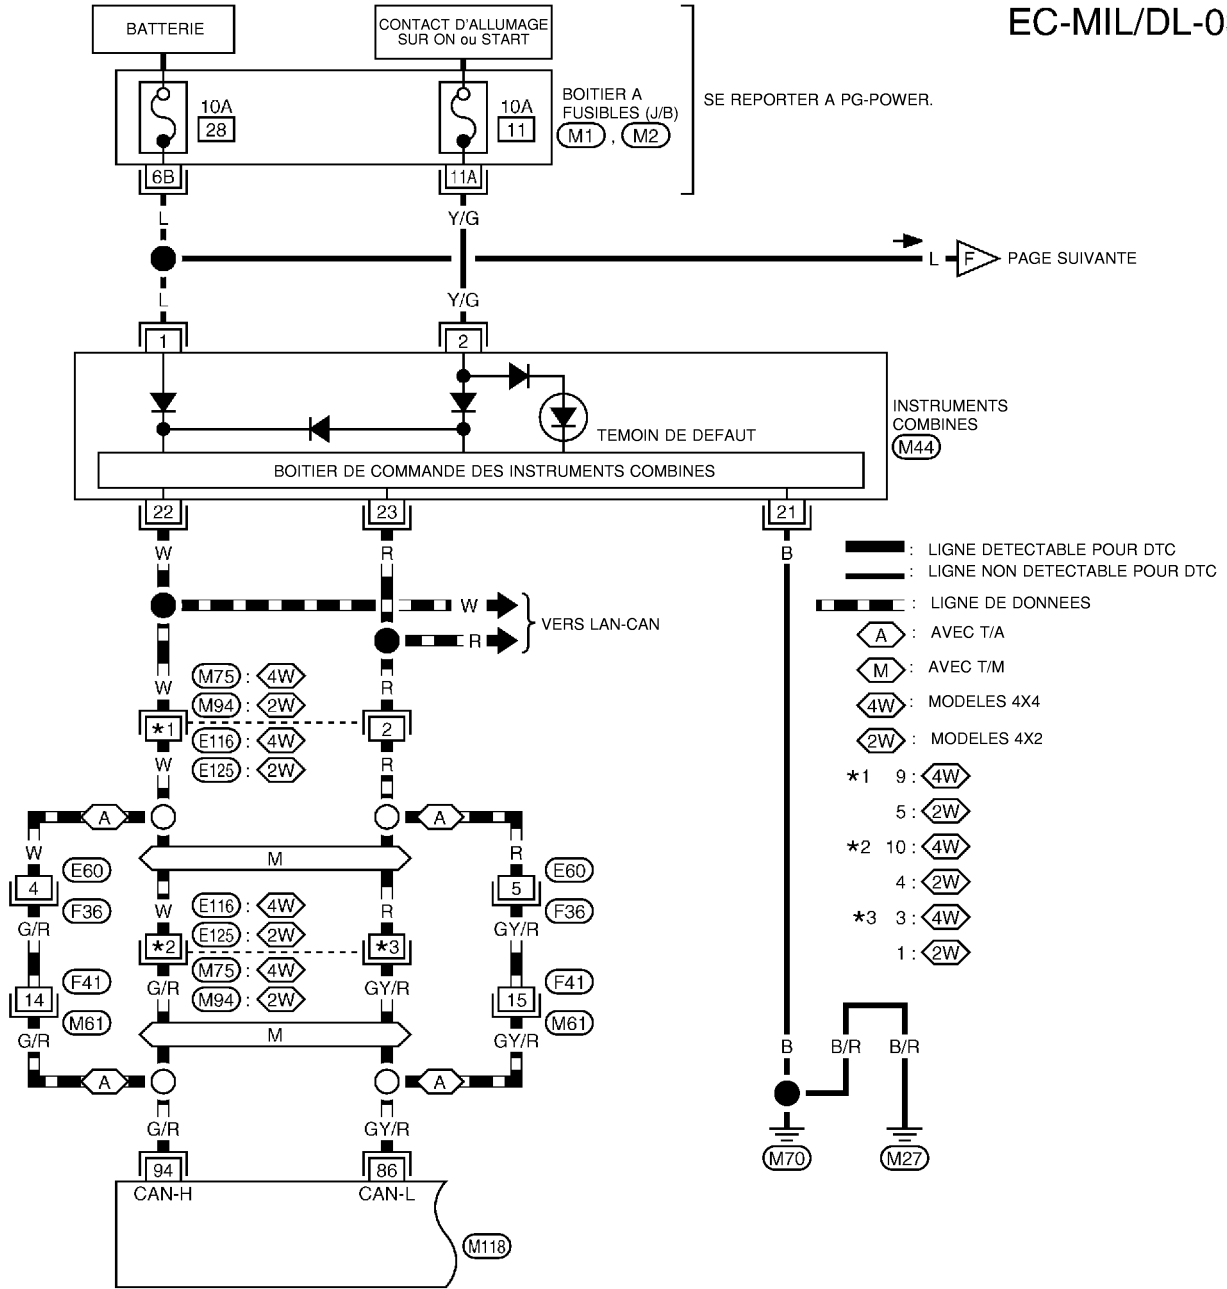 EC-MIL/DL-0
BATTERIE
CONTACT D'ALLUMAGE
SUR ON ou START
10A
28
10A
11
BOITIER A
FUSIBLES (J/B)
M1 , M2
SE REPORTER A PG-POWER.
6B
11A
L
Y/G
L
F
PAGE SUIVANTE
L
Y/G
1
2
INSTRUMENTS
COMBINES
M44
TEMOIN DE DEFAUT
BOITIER DE COMMANDE DES INSTRUMENTS COMBINES
22
23
21
W
R
B
: LIGNE DETECTABLE POUR DTC
: LIGNE NON DETECTABLE POUR DTC
: LIGNE DE DONNEES
A : AVEC T/A
M : AVEC T/M
4W : MODELES 4X4
2W : MODELES 4X2
*1 9 : 4W
5 : 2W
*2 10 : 4W
4 : 2W
*3 3 : 4W
1 : 2W
W
R
VERS LAN-CAN
W
M75 : 4W
M94 : 2W
R
*1
2
E116 : 4W
E125 : 2W
W
R
A
A
M
W
R
4
E60
F36
5
E60
F36
W
E116 : 4W
E125 : 2W
R
G/R
GY/R
*2
*3
M75 : 4W
M94 : 2W
G/R
GY/R
14
F41
M61
15
F41
M61
M
G/R
GY/R
A
A
B
B/R
B/R
G/R
GY/R
M70
M27
94
86
CAN-H
CAN-L
M118